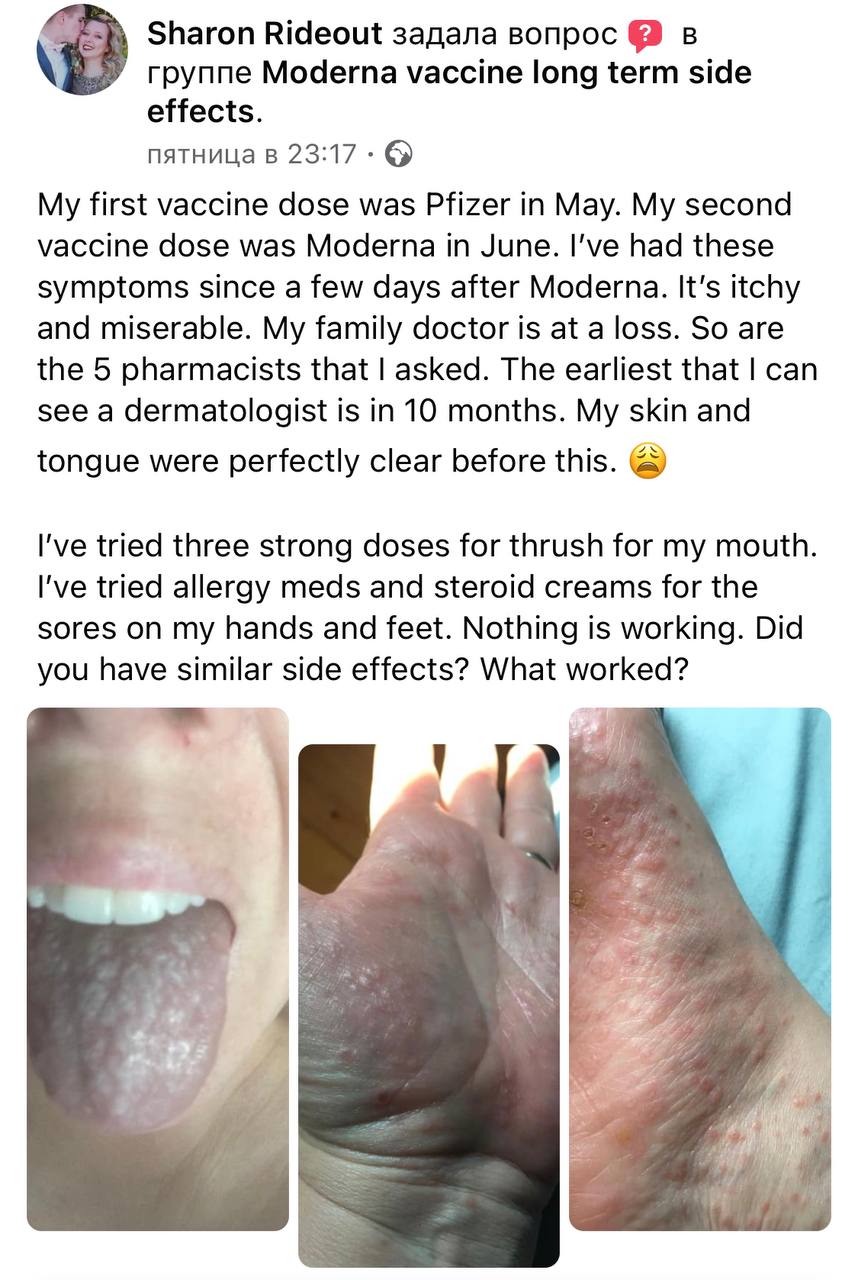 Sharon Rideout задала вопрос в
группе Moderna vaccine long term side
effects.
пятница в 23:17 ·
My first vaccine dose was Pfizer in May. My second
vaccine dose was Moderna in June. I’ve had these
symptoms since a few days after Moderna. It’s itchy
and miserable. My family doctor is at a loss. So are
the 5 pharmacists that I asked. The earliest that I can
see a dermatologist is in 10 months. My skin and
tongue were perfectly clear before this. 😩
I’ve tried three strong doses for thrush for my mouth.
I’ve tried allergy meds and steroid creams for the
sores on my hands and feet. Nothing is working. Did
you have similar side effects? What worked?